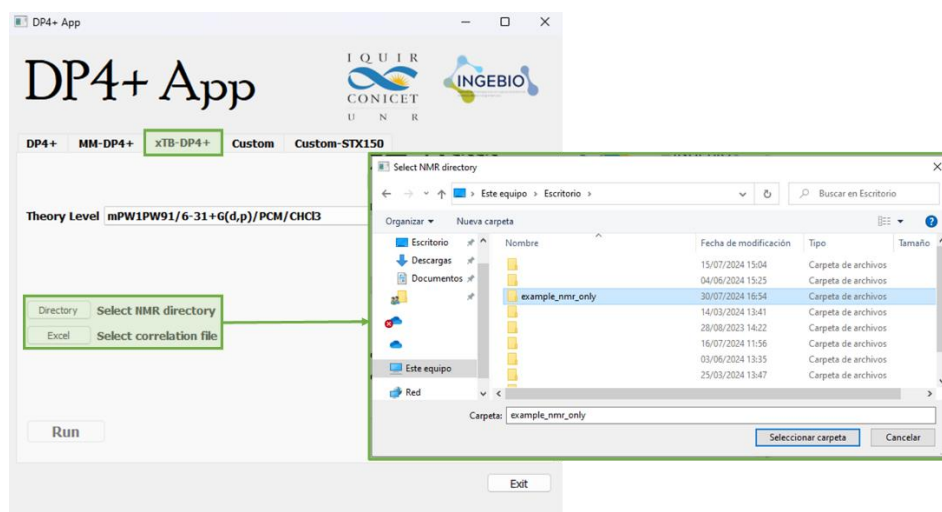 DP4+ App
DP4+ App
I Q U I R
CONICET
U N R
INGEBIO
DP4+ MM-DP4+ xTB-DP4+ Custom Custom-STX150
Theory Level mPW1PW91/6-31+G(d,p)/PCM/CHCl3
Directory Select NMR directory
Excel Select correlation file
Run
Exit
Select NMR directory
Este equipo > Escritorio >
Buscar en Escritorio
Organizar Nueva carpeta
Escritorio
Descargas
Documentos
Este equipo
Red
Nombre Fecha de modificación Tipo Tamaño
15/07/2024 15:04 Carpeta de archivos
04/06/2024 15:25 Carpeta de archivos
example_nmr_only 30/07/2024 16:54 Carpeta de archivos
14/03/2024 13:41 Carpeta de archivos
28/08/2023 14:22 Carpeta de archivos
16/07/2024 11:56 Carpeta de archivos
03/06/2024 13:35 Carpeta de archivos
25/03/2024 13:47 Carpeta de archivos
Carpeta: example_nmr_only
Seleccionar carpeta Cancelar